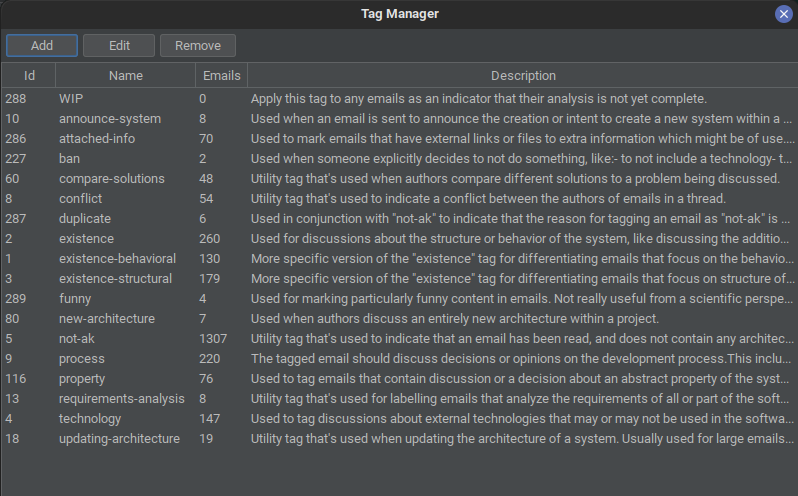 Tag Manager
Add Edit Remove
Id Name Emails Description
288 WIP 0 Apply this tag to any emails as an indicator that their analysis is not yet complete.
10 announce-system 8 Used when an email is sent to announce the creation or intent to create a new system within a ...
286 attached-info 70 Used to mark emails that have external links or files to extra information which might be of use....
227 ban 2 Used when someone explicitly decides to not do something, like:- to not include a technology- t...
60 compare-solutions 48 Utility tag that's used when authors compare different solutions to a problem being discussed.
8 conflict 54 Utility tag that's used to indicate a conflict between the authors of emails in a thread.
287 duplicate 6 Used in conjunction with "not-ak" to indicate that the reason for tagging an email as "not-ak" is ...
2 existence 260 Used for discussions about the structure or behavior of the system, like discussing the additio...
1 existence-behavioral 130 More specific version of the "existence" tag for differentiating emails that focus on the behavio...
3 existence-structural 179 More specific version of the "existence" tag for differentiating emails that focus on structure of...
289 funny 4 Used for marking particularly funny content in emails. Not really useful from a scientific perspe...
80 new-architecture 7 Used when authors discuss an entirely new architecture within a project.
5 not-ak 1307 Utility tag that's used to indicate that an email has been read, and does not contain any architec...
9 process 220 The tagged email should discuss decisions or opinions on the development process.This inclu...
116 property 76 Used to tag emails that contain discussion or a decision about an abstract property of the syst...
13 requirements-analysis 8 Utility tag that's used for labelling emails that analyze the requirements of all or part of the soft...
4 technology 147 Used to tag discussions about external technologies that may or may not be used in the softwa...
18 updating-architecture 19 Utility tag that's used when updating the architecture of a system. Usually used for large emails...